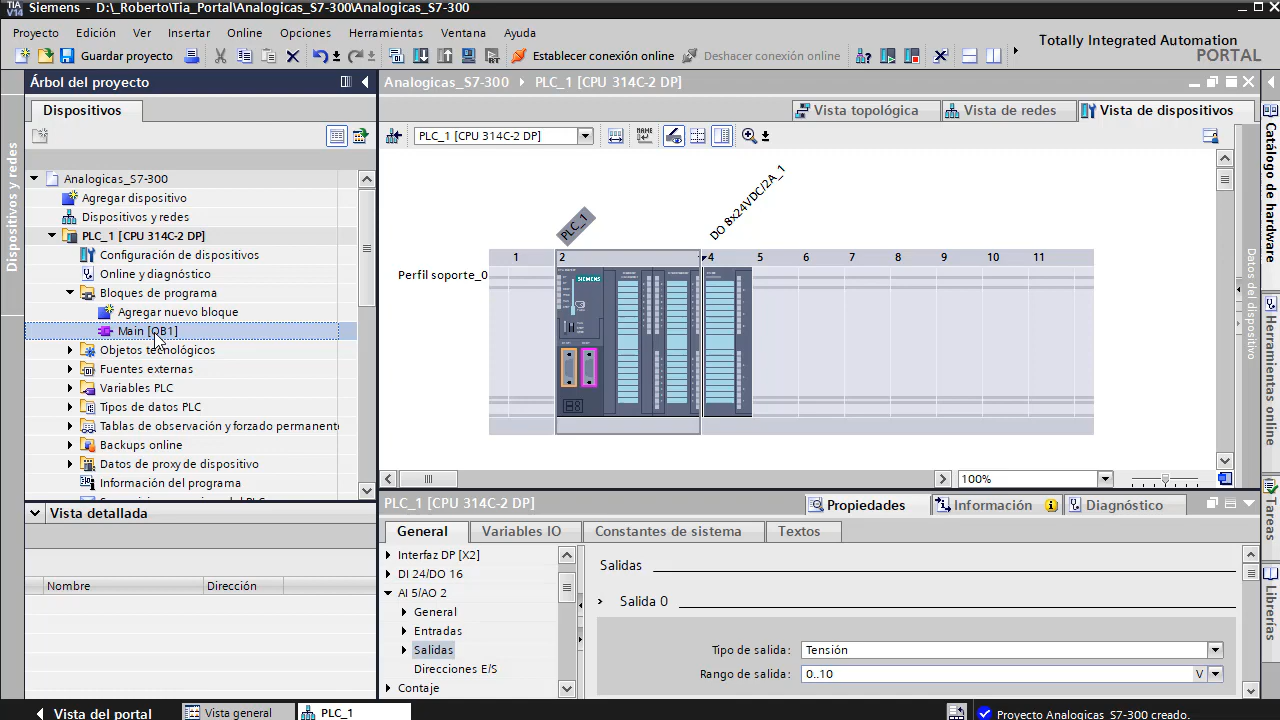 TIA V14 Siemens - D:\_Roberto\Tia_Portal\Analogicas_S7-300\Analogicas_S7-300
Proyecto Edición Ver Insertar Online Opciones Herramientas Ventana Ayuda
Guardar proyecto Establecer conexión online Deshacer conexión online
Totally Integrated Automation
PORTAL
Árbol del proyecto
Dispositivos
Dispositivos y redes
Analogicas_S7-300
Agregar dispositivo
Dispositivos y redes
PLC_1 [CPU 314C-2 DP]
Configuración de dispositivos
Online y diagnóstico
Bloques de programa
Agregar nuevo bloque
Main [OB1]
Objetos tecnológicos
Fuentes externas
Variables PLC
Tipos de datos PLC
Tablas de observación y forzado permanent
Backups online
Datos de proxy de dispositivo
Información del programa
Vista detallada
Nombre Dirección
Analogicas_S7-300 PLC_1 [CPU 314C-2 DP]
Vista topológica Vista de redes Vista de dispositivos
PLC_1 [CPU 314C-2 DP]
NAME
PLC_1
DO 8x24VDC/2A_1
1 2 4 5 6 7 8 9 10 11
Perfil soporte_0
SIEMENS
100%
Datos del dispositivo
PLC_1 [CPU 314C-2 DP]
Propiedades Información Diagnóstico
General Variables IO Constantes de sistema Textos
Interfaz DP [X2]
DI 24/DO 16
AI 5/AO 2
General
Entradas
Salidas
Direcciones E/S
Contaje
Salidas
Salida 0
Tipo de salida: Tensión
Rango de salida: 0..10 V
Catálogo de hardware
Herramientas online
Tareas
Librerías
Vista del portal Vista general PLC_1 Proyecto Analogicas_S7-300 creado.